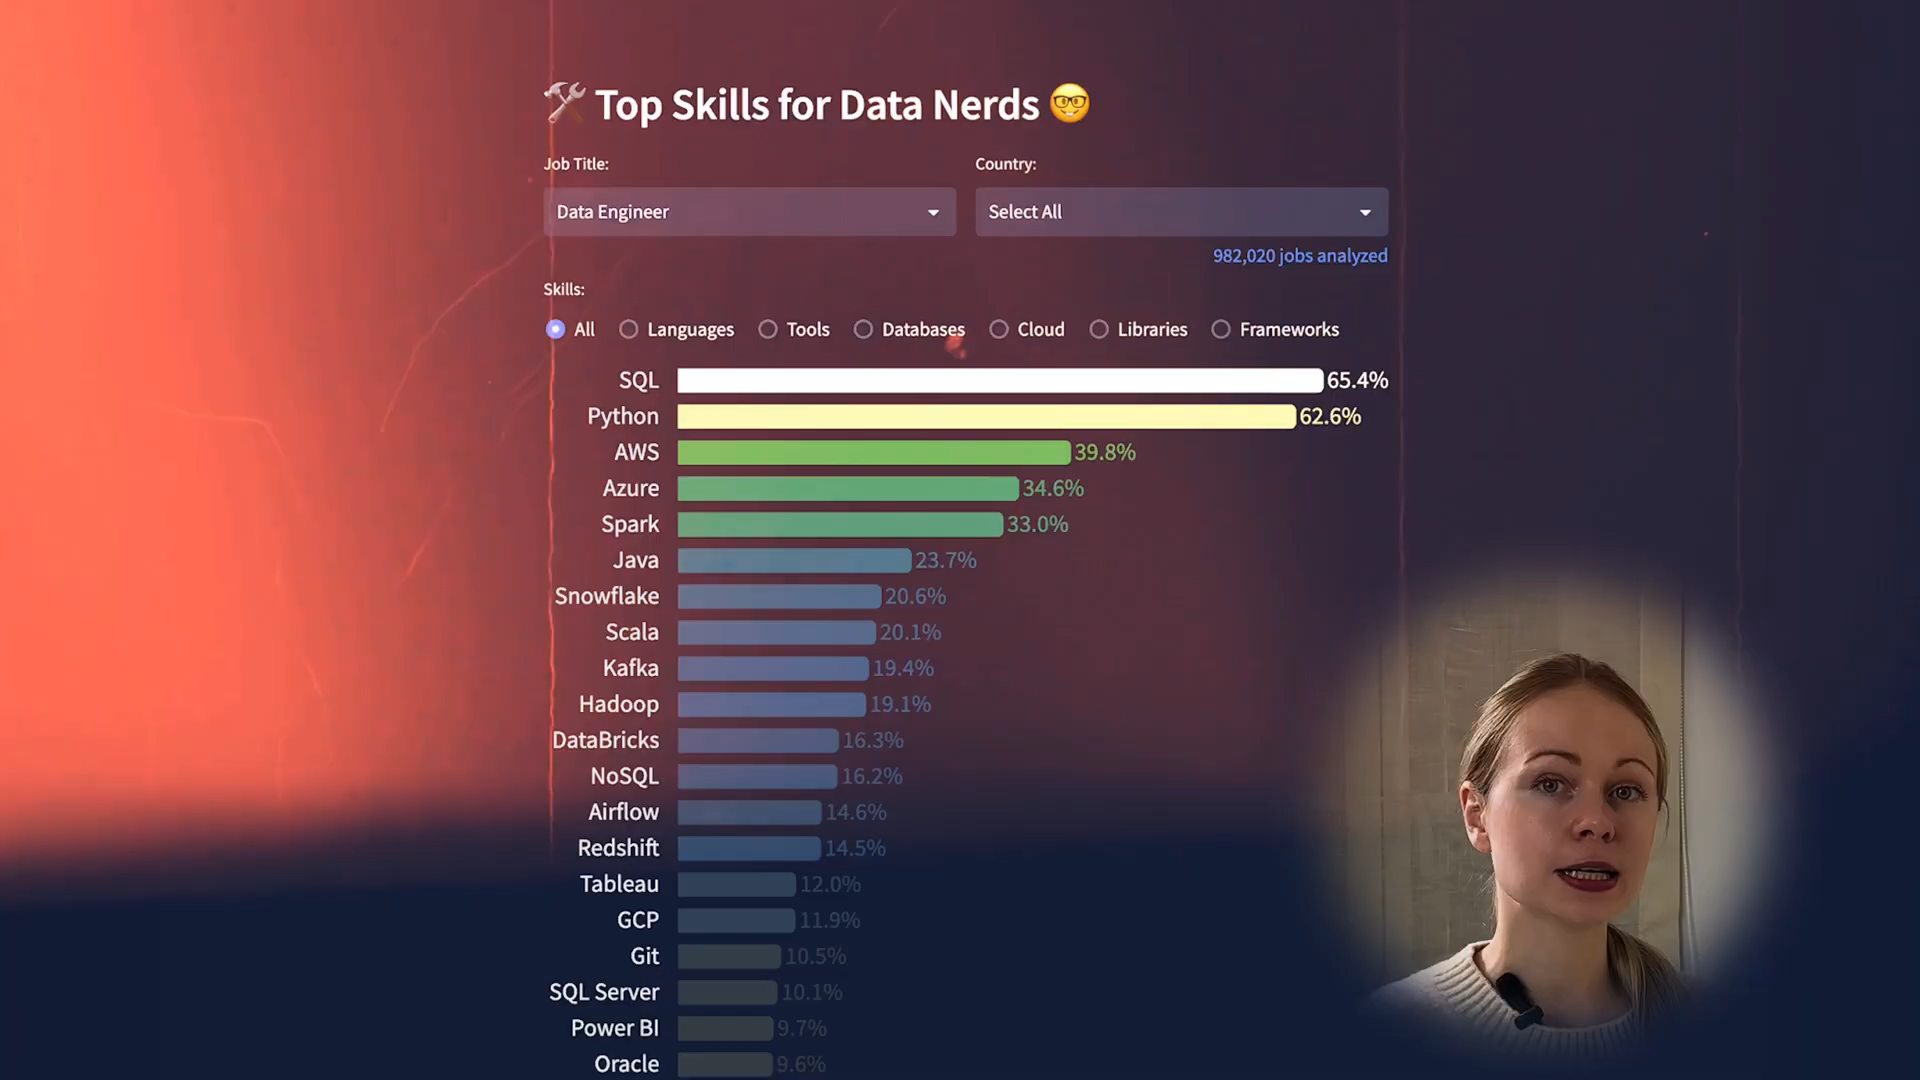 Top Skills for Data Nerds
Job Title:
Country:
Data Engineer
Select All
982,020 jobs analyzed
Skills:
All Languages Tools Databases Cloud Libraries Frameworks
SQL 65.4%
Python 62.6%
AWS 39.8%
Azure 34.6%
Spark 33.0%
Java 23.7%
Snowflake 20.6%
Scala 20.1%
Kafka 19.4%
Hadoop 19.1%
DataBricks 16.3%
NoSQL 16.2%
Airflow 14.6%
Redshift 14.5%
Tableau 12.0%
GCP 11.9%
Git 10.5%
SQL Server 10.1%
Power BI 9.7%
Oracle 9.6%